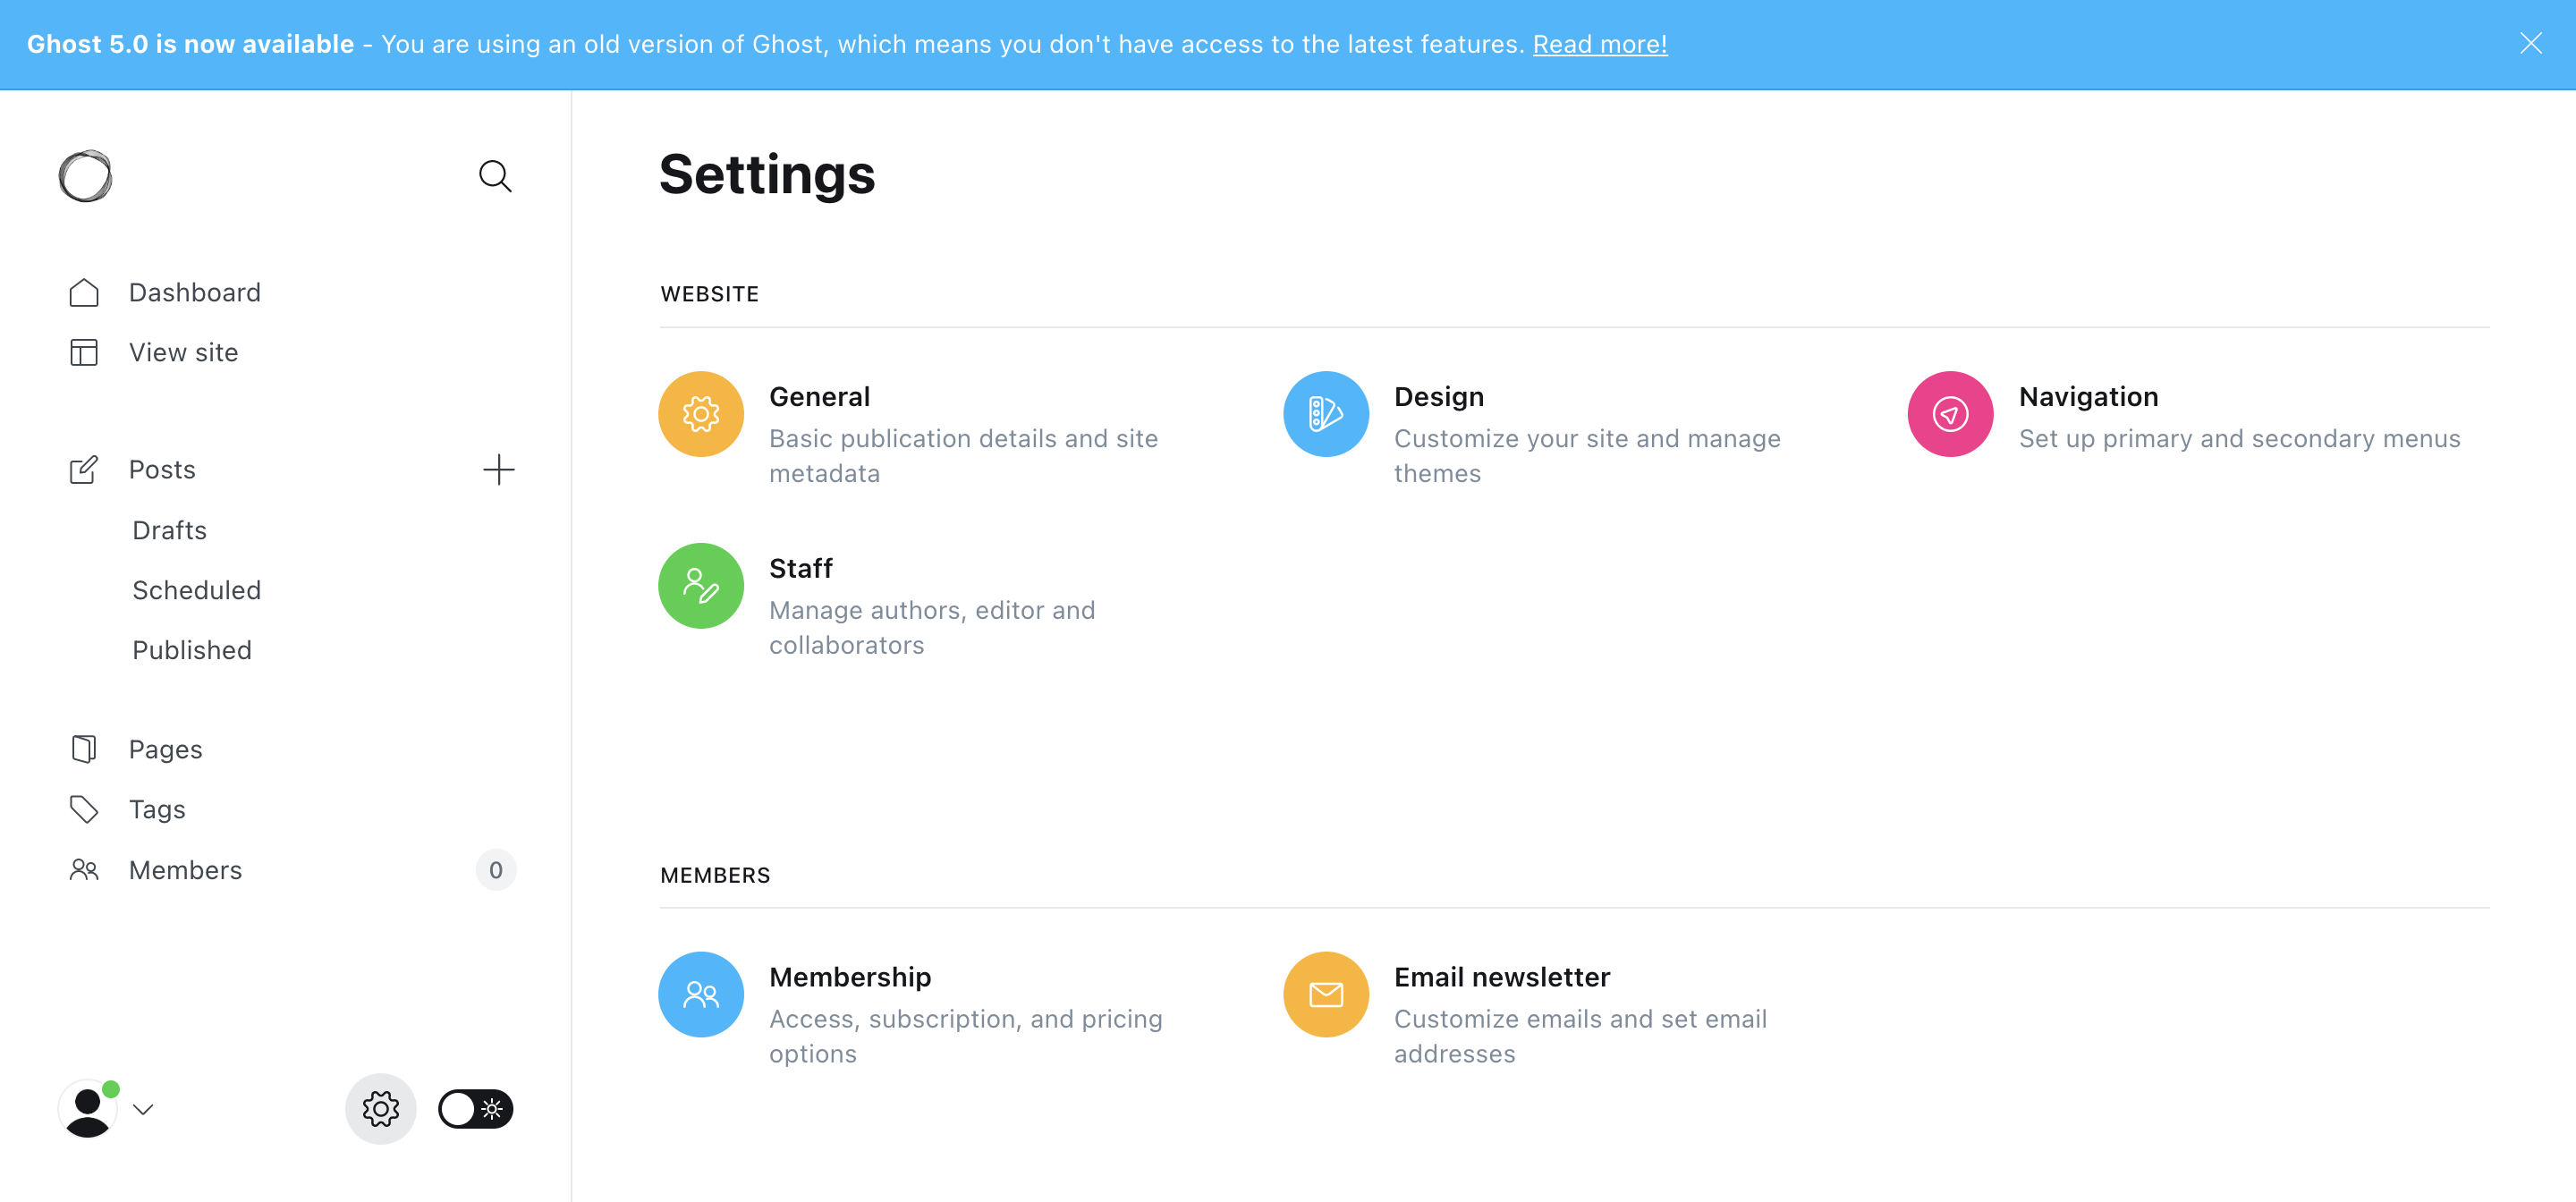 Ghost 5.0 is now available - You are using an old version of Ghost, which means you don't have access to the latest features. Read more!
Dashboard
View site
Posts
Drafts
Scheduled
Published
Pages
Tags
Members 0
Settings
WEBSITE
General
Basic publication details and site
metadata
Design
Customize your site and manage
themes
Navigation
Set up primary and secondary menus
Staff
Manage authors, editor and
collaborators
MEMBERS
Membership
Access, subscription, and pricing
options
Email newsletter
Customize emails and set email
addresses